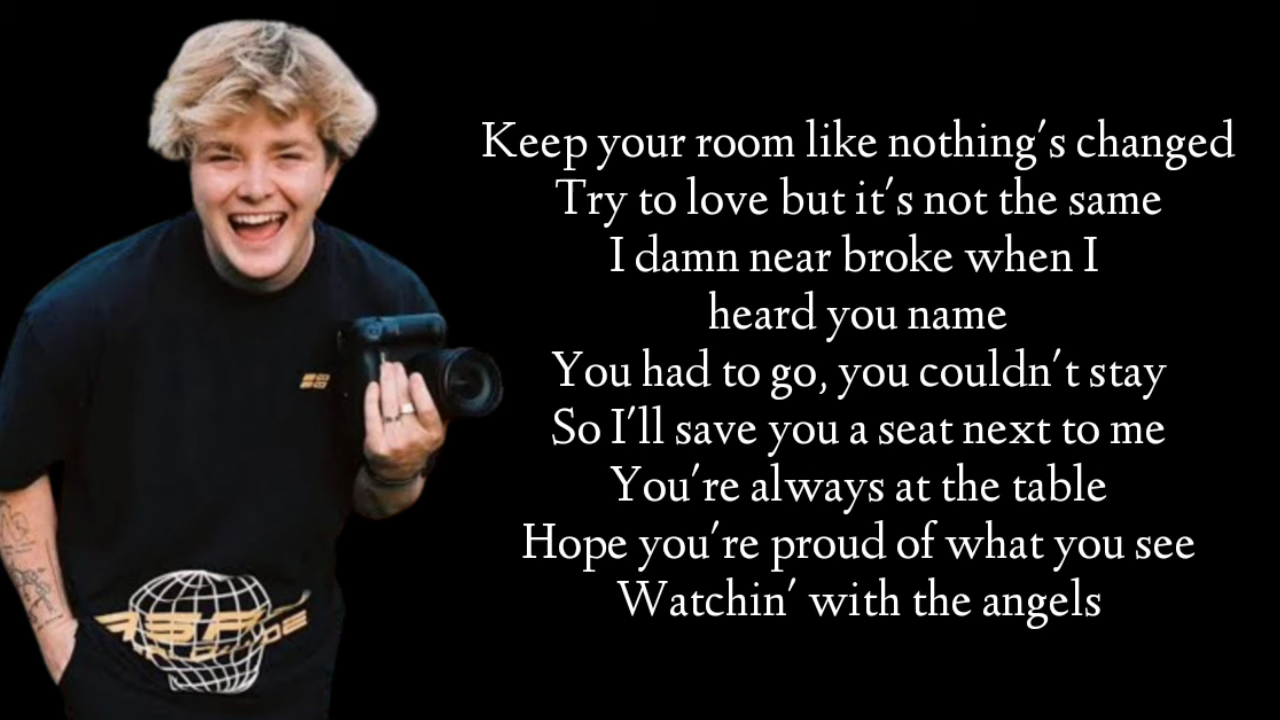 Keep your room like nothing's changed
Try to love but it's not the same
I damn near broke when I
heard you name
You had to go, you couldn't stay
So I'll save you a seat next to me
You're always at the table
Hope you're proud of what you see
Watchin' with the angels